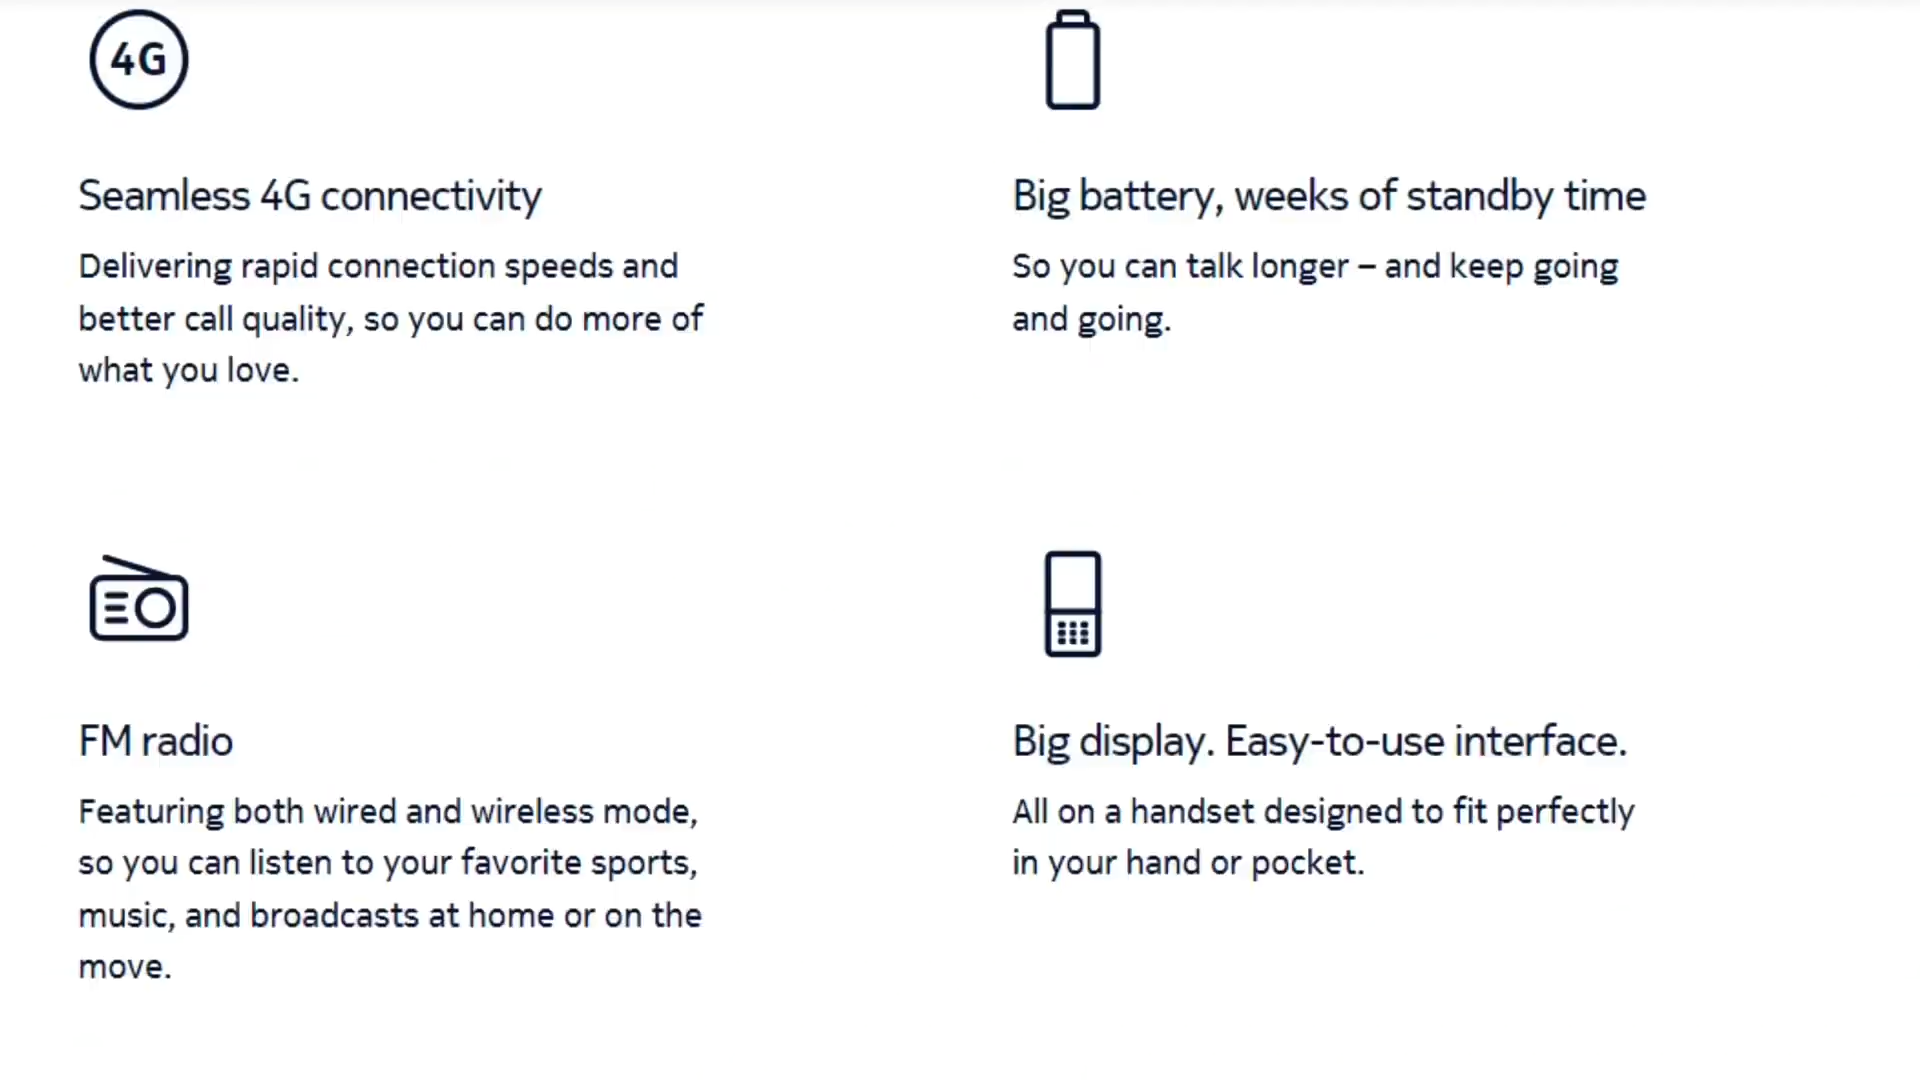 4G
Seamless 4G connectivity
Delivering rapid connection speeds and
better call quality, so you can do more of
what you love.
Big battery, weeks of standby time
So you can talk longer – and keep going
and going.
FM radio
Featuring both wired and wireless mode,
so you can listen to your favorite sports,
music, and broadcasts at home or on the
move.
Big display. Easy-to-use interface.
All on a handset designed to fit perfectly
in your hand or pocket.